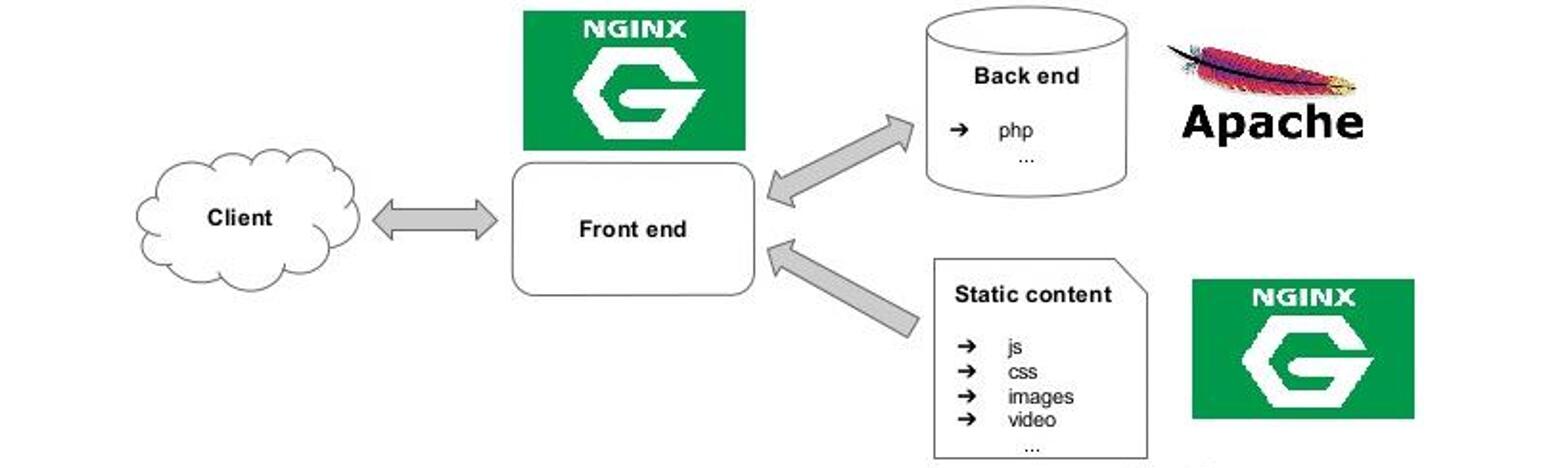 NGINX
Client
Front end
Back end
➔ php
...
Apache
Static content
➔ js
➔ css
➔ images
➔ video
...
NGINX